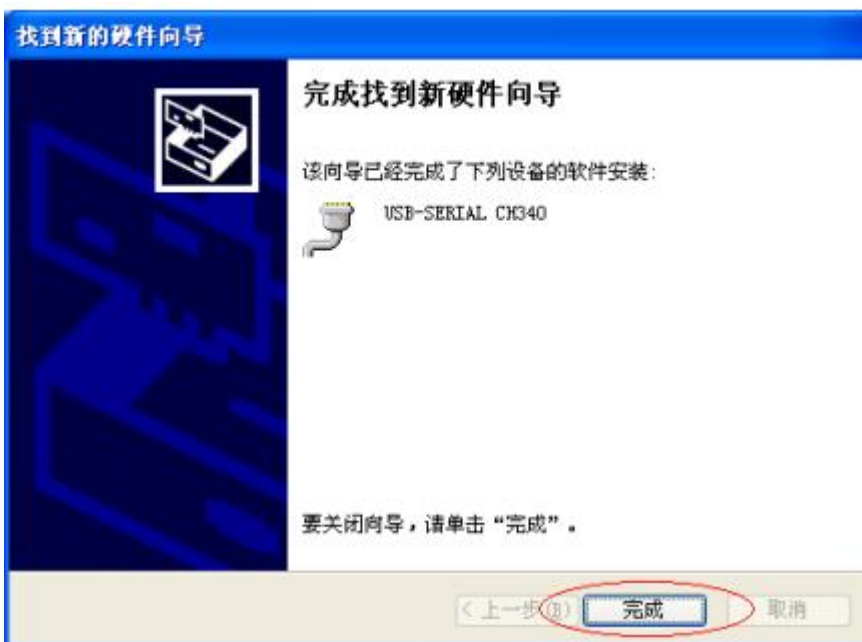 找到新的硬件向导
完成找到新硬件向导
该向导已经完成了下列设备的软件安装:
USB-SERIAL CH340
要关闭向导，请单击“完成”。
< 上一步(B)
完成
取消